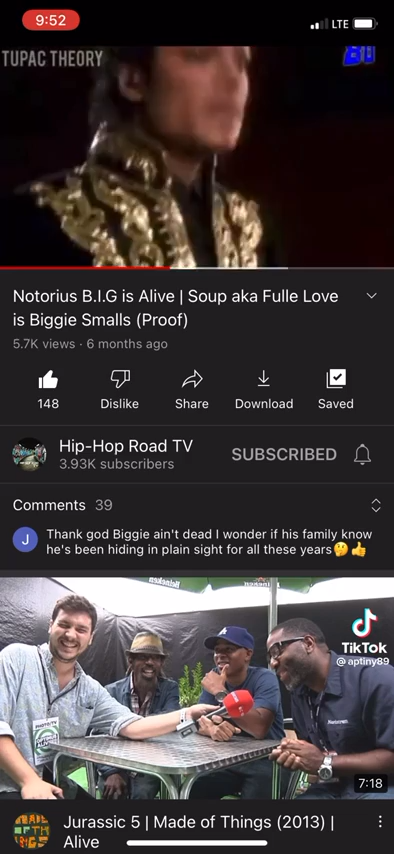 9:52
LTE
TUPAC THEORY
Notorius B.I.G is Alive | Soup aka Fulle Love
is Biggie Smalls (Proof)
5.7K views · 6 months ago
148
Dislike
Share
Download
Saved
Hip-Hop Road TV
3.93K subscribers
SUBSCRIBED
Comments 39
J
Thank god Biggie ain't dead I wonder if his family know
he's been hiding in plain sight for all these years🤔👍
TikTok
@aptiny89
7:18
Jurassic 5 | Made of Things (2013) |
Alive